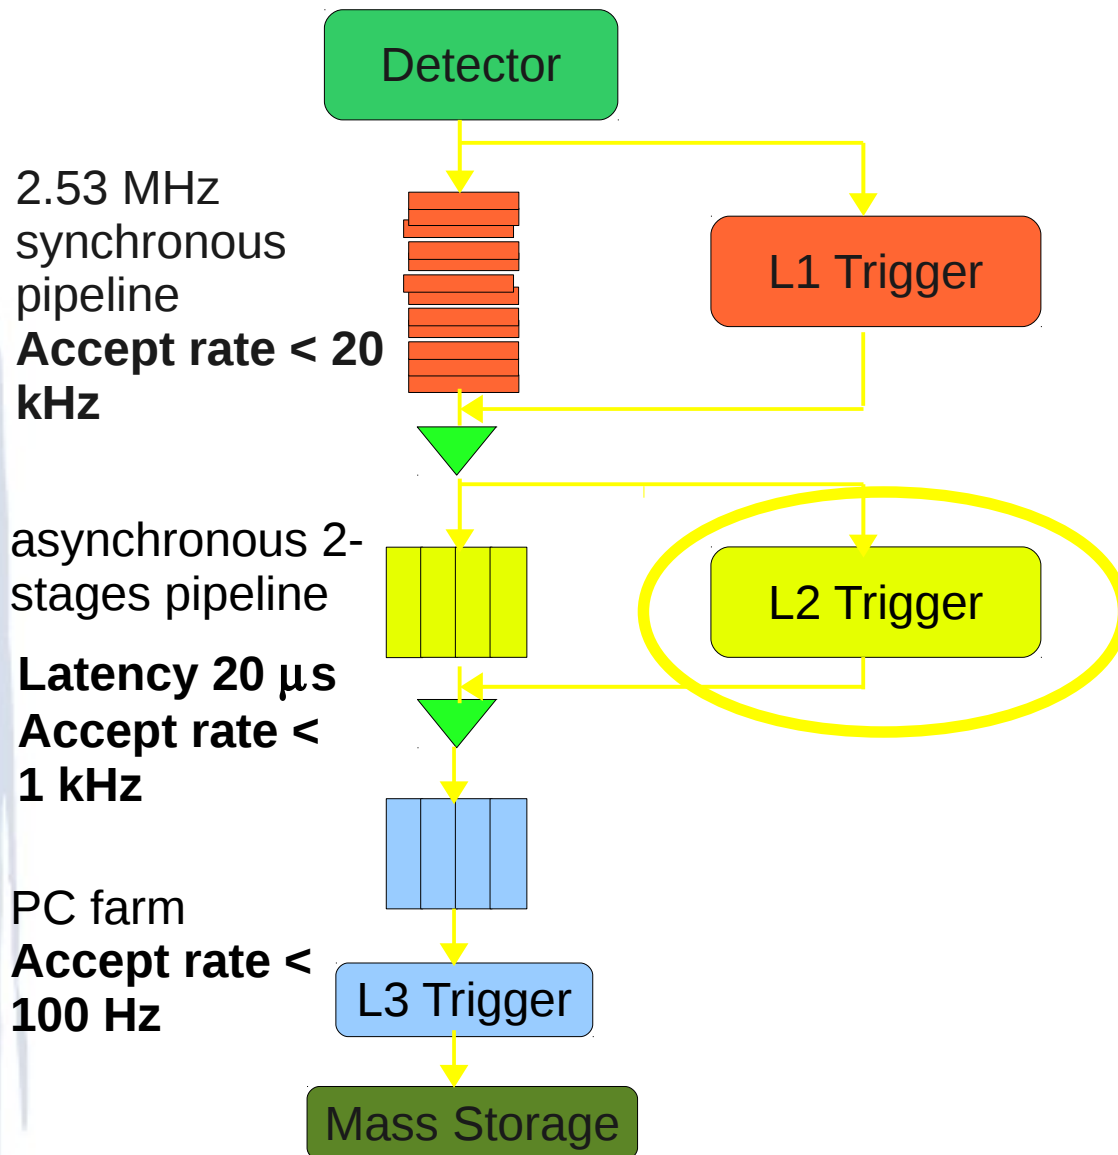 Detector
2.53 MHz
synchronous
pipeline
Accept rate < 20
kHz
L1 Trigger
asynchronous 2-
stages pipeline
L2 Trigger
Latency 20 μs
Accept rate <
1 kHz
PC farm
Accept rate <
100 Hz
L3 Trigger
Mass Storage